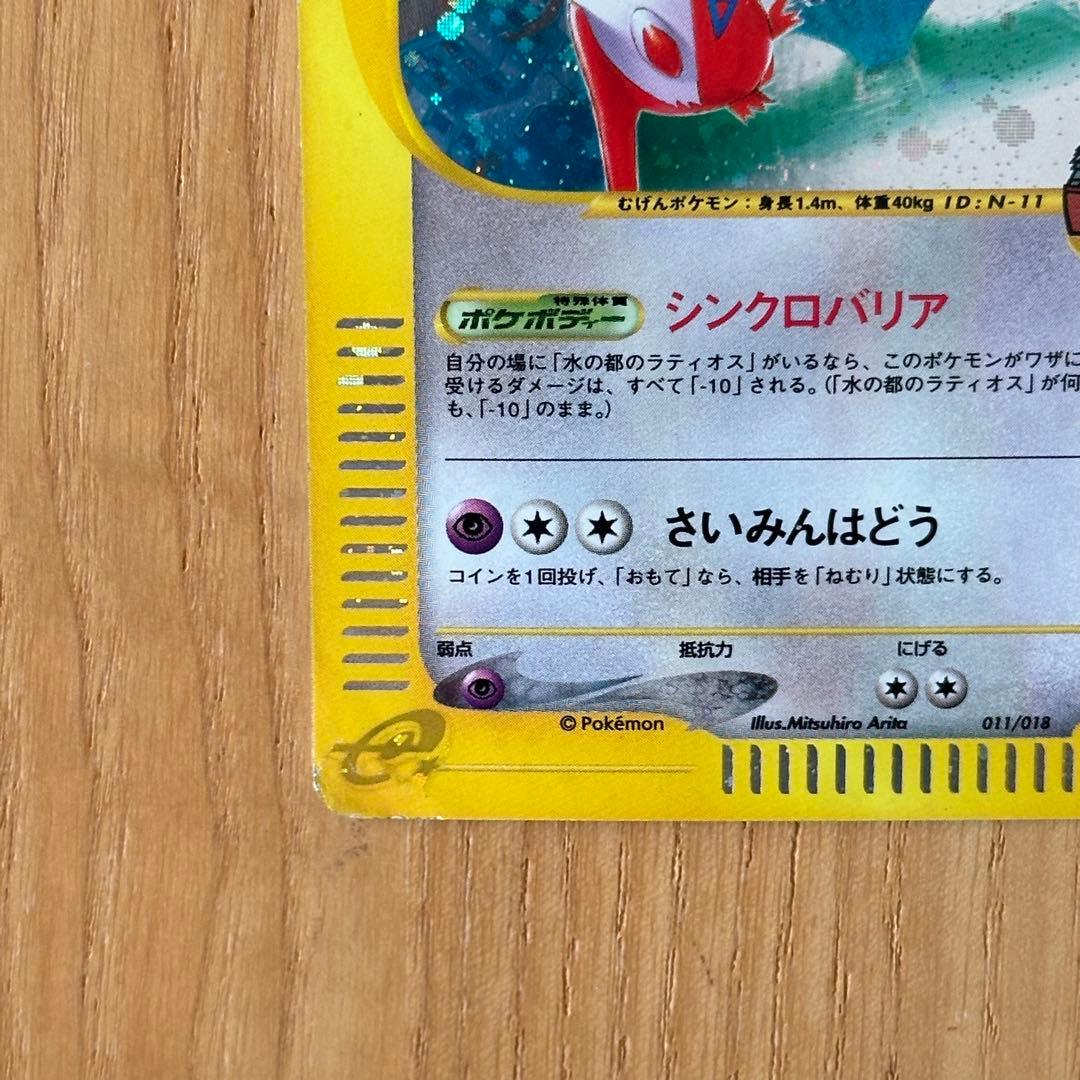 むげんポケモン：身長1.4m、体重40kg ID:N-11
特殊体質
ポケボディー シンクロバリア
自分の場に「水の都のラティオス」がいるなら、このポケモンがワザに
受けるダメージは、すべて「-10」される。（「水の都のラティオス」が何
も、「-10」のまま。）
さいみんはどう
コインを1回投げ、「おもて」なら、相手を「ねむり」状態にする。
弱点 抵抗力 にげる
© Pokémon Illus.Mitsuhiro Arita 011/018
e